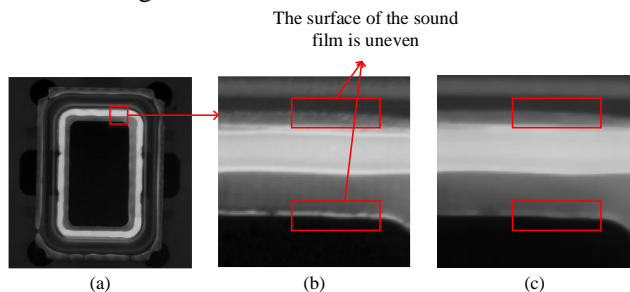 The surface of the sound
film is uneven
(a)
(b)
(c)